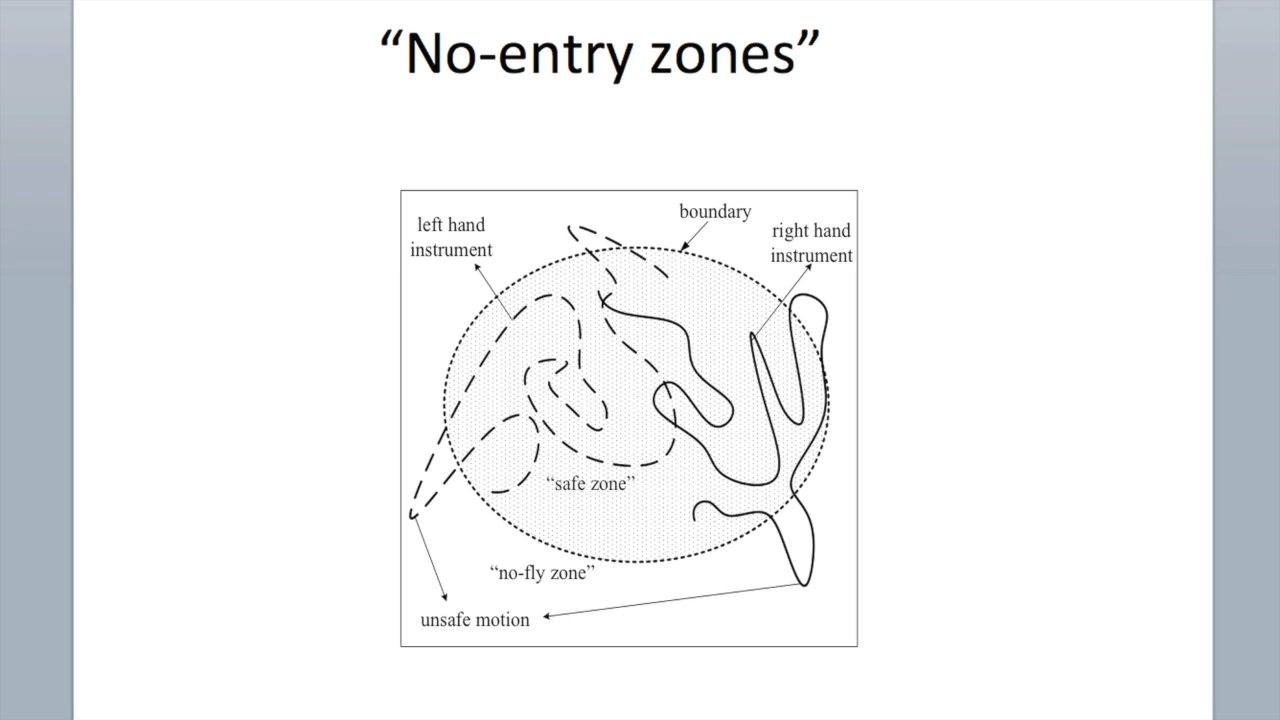 “No-entry zones”
boundary
left hand
instrument
right hand
instrument
“safe zone”
“no-fly zone”
unsafe motion